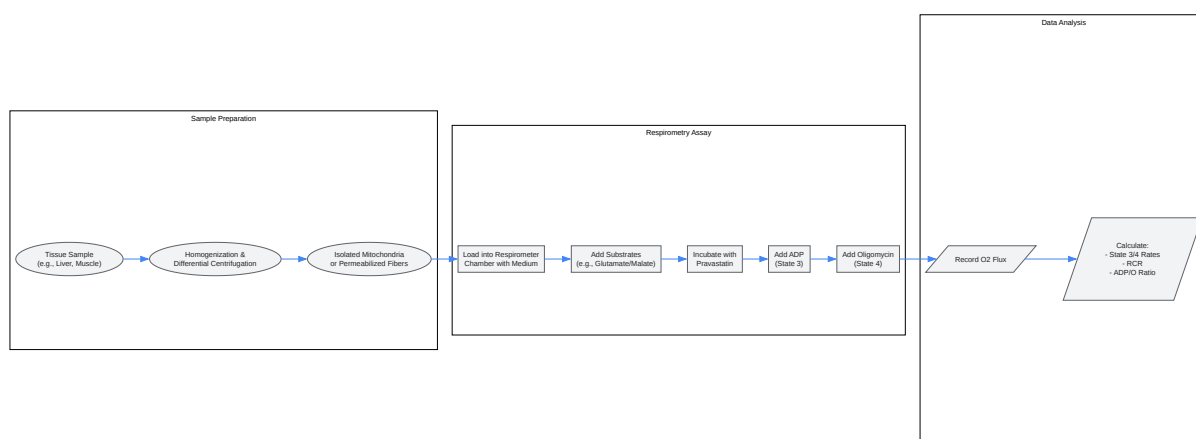 Data Analysis
Sample Preparation
Respirometry Assay
Tissue Sample
(e.g., Liver, Muscle)
Homogenization &
Differential Centrifugation
Isolated Mitochondria
or Permeabilized Fibers
Load into Respirometer
Chamber with Medium
Add Substrates
(e.g., Glutamate/Malate)
Incubate with
Pravastatin
Add ADP
(State 3)
Add Oligomycin
(State 4)
Record O2 Flux
Calculate:
- State 3/4 Rates
- RCR
- ADP/O Ratio